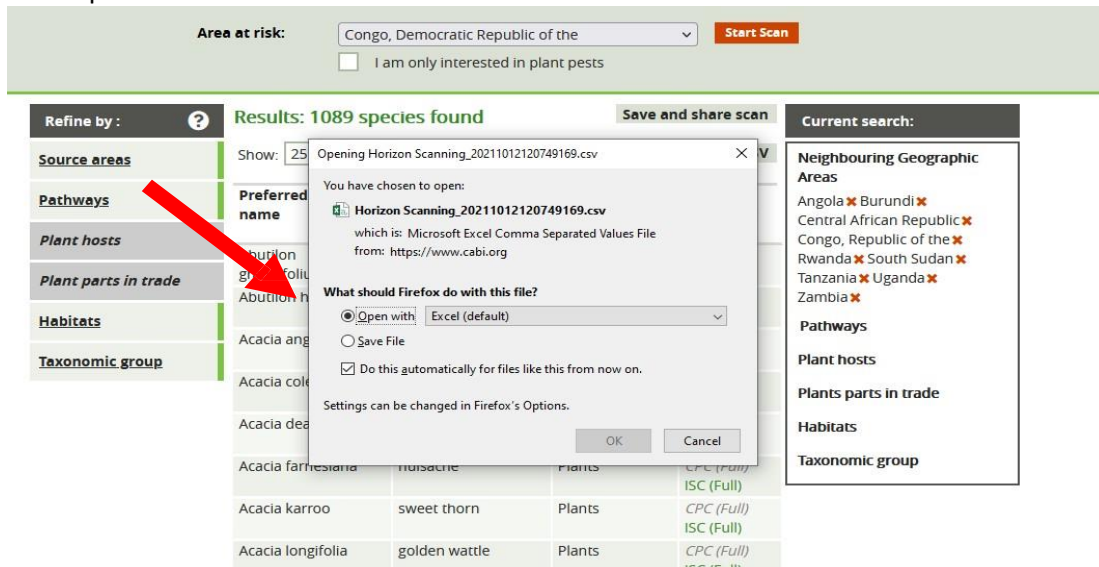 Area at risk: Congo, Democratic Republic of the Start Scan
I am only interested in plant pests
Refine by : ?
Source areas
Pathways
Plant hosts
Plant parts in trade
Habitats
Taxonomic group
Results: 1089 species found Save and share scan
Show: 25
Preferred
name
Opening Horizon Scanning_20211012120749169.csv
You have chosen to open:
Horizon Scanning_20211012120749169.csv
which is: Microsoft Excel Comma Separated Values File
from: https://www.cabi.org
What should Firefox do with this file?
Open with Excel (default)
Save File
Do this automatically for files like this from now on.
Settings can be changed in Firefox's Options.
OK Cancel
Acacia farnesiana huisache Plants CPC (Full)
ISC (Full)
Acacia karroo sweet thorn Plants CPC (Full)
ISC (Full)
Acacia longifolia golden wattle Plants CPC (Full)
Current search:
Neighbouring Geographic
Areas
Angola Burundi
Central African Republic
Congo, Republic of the
Rwanda South Sudan
Tanzania Uganda
Zambia
Pathways
Plant hosts
Plants parts in trade
Habitats
Taxonomic group